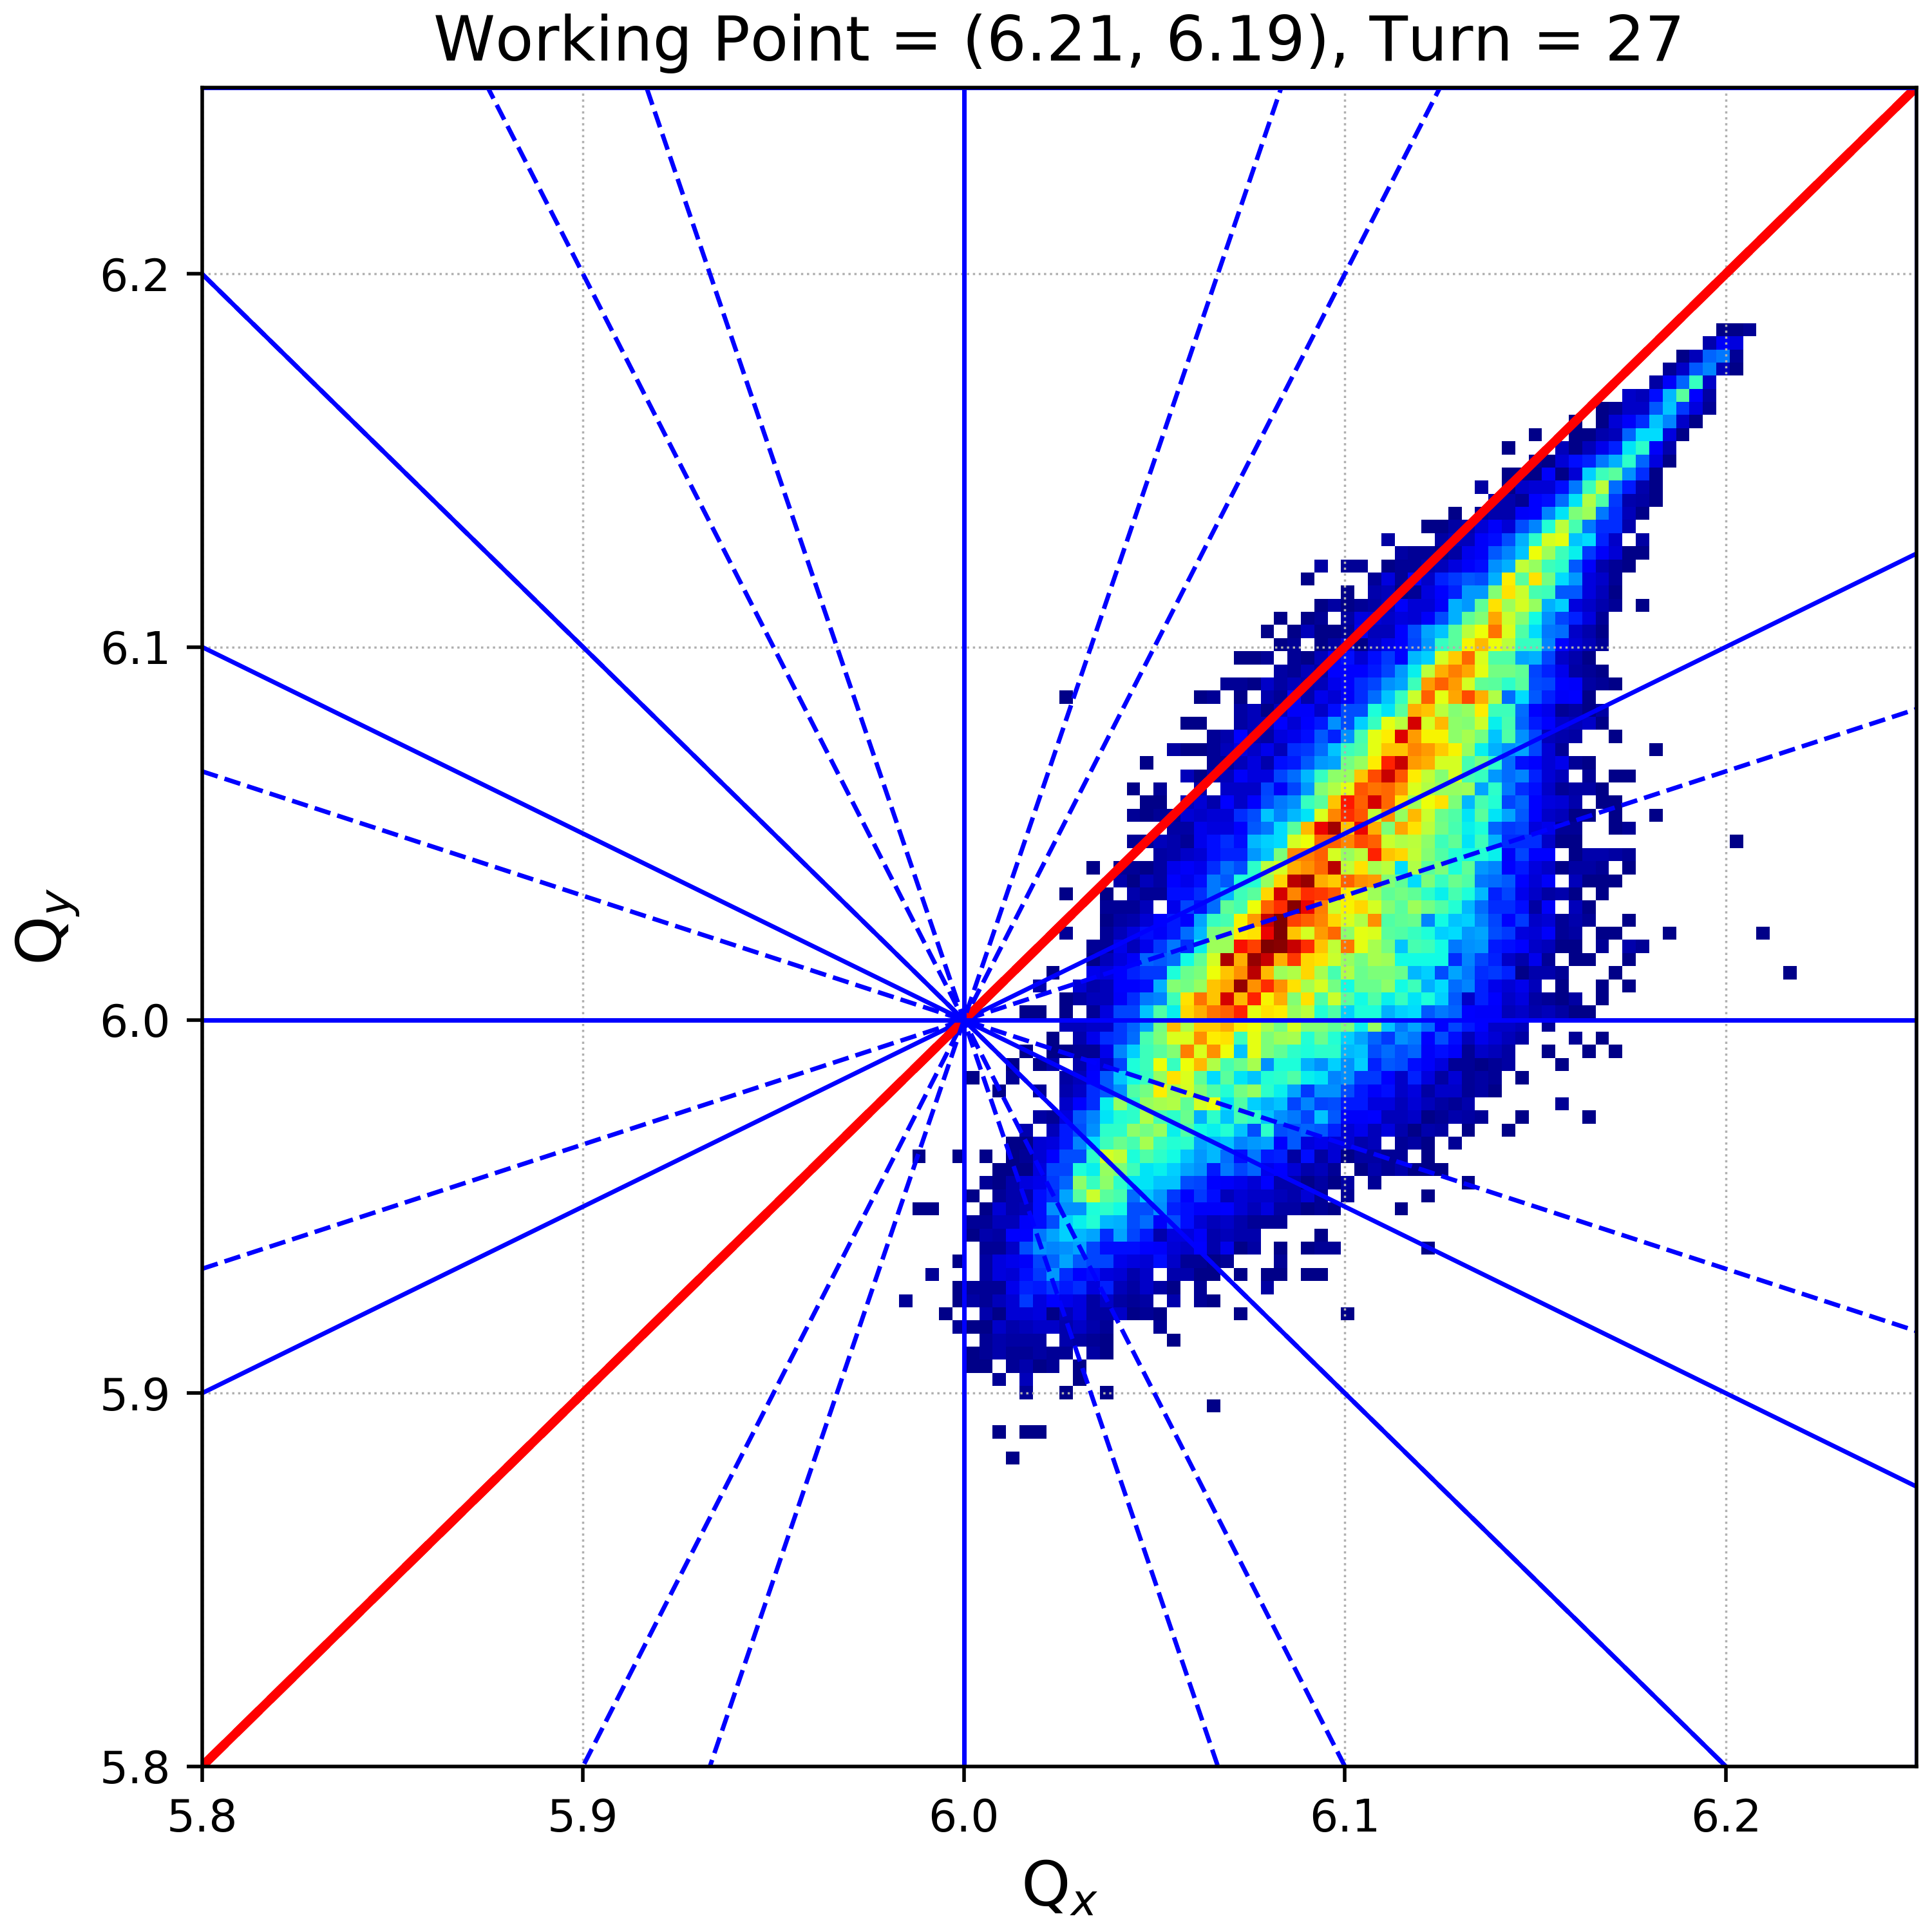 Working Point = (6.21, 6.19), Turn = 27
6.2
6.1
6.0
5.9
5.8
Qy
5.8 5.9 6.0 6.1 6.2
Qx